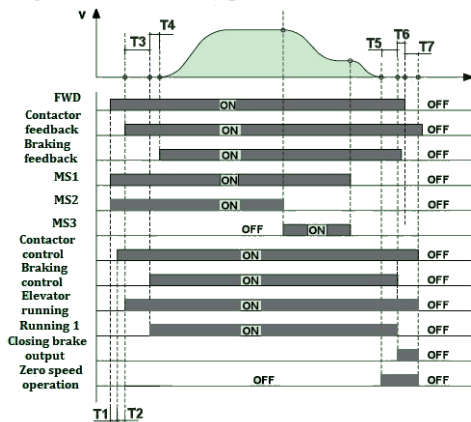 V
T4
T3
T6
T5
T7
FWD
ON
OFF
Contactor
feedback
ON
OFF
Braking
feedback
ON
OFF
MS1
ON
OFF
MS2
ON
OFF
MS3
OFF
ON
OFF
Contactor
control
ON
OFF
Braking
control
ON
OFF
Elevator
running
ON
OFF
Running 1
ON
OFF
Closing brake
output
OFF
Zero speed
operation
OFF
OFF
T1
T2